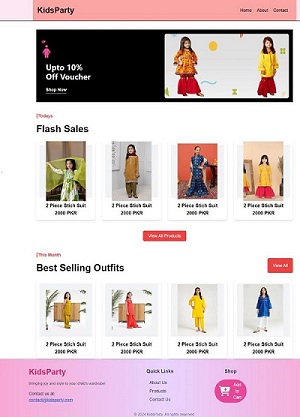 KidsParty
Home About Contact
Upto 10%
Off Voucher
Shop Now
Todays
Flash Sales
2 Piece Stich Suit 2 Piece Stich Suit 2 Piece Stich Suit 2 Piece Stich Suit
2000 PKR 2000 PKR 2000 PKR 2000 PKR
View All Products
This Month
Best Selling Outfits
View All
2 Piece Stich Suit 2 Piece Stich Suit 2 Piece Stich Suit 2 Piece Stich Suit
2000 PKR 2000 PKR 2000 PKR 2000 PKR
KidsParty
Bringing joy and style to your child's wardrobe!
Contact us at:
contact@kidsparty.com
Quick Links
About Us
Products
Contact Us
Shop
Add
To
Cart
© 2024 KidsParty. All rights reserved.